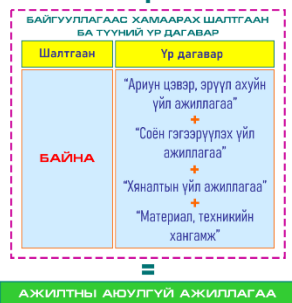 БАЙГУУЛЛАГААС ХАМААРАХ ШАЛТГААН
БА ТҮҮНИЙ ҮР ДАГАВАР
Шалтгаан Үр дагавар
БАЙНА
"Ариун цэвэр, эрүүл ахуйн
үйл ажиллагаа"
+
"Соён гэгээрүүлэх үйл
ажиллагаа"
+
"Хяналтын үйл ажиллагаа"
+
"Материал, техникийн
хангамж"
=
АЖИЛТНЫ АЮУЛГҮЙ АЖИЛЛАГАА